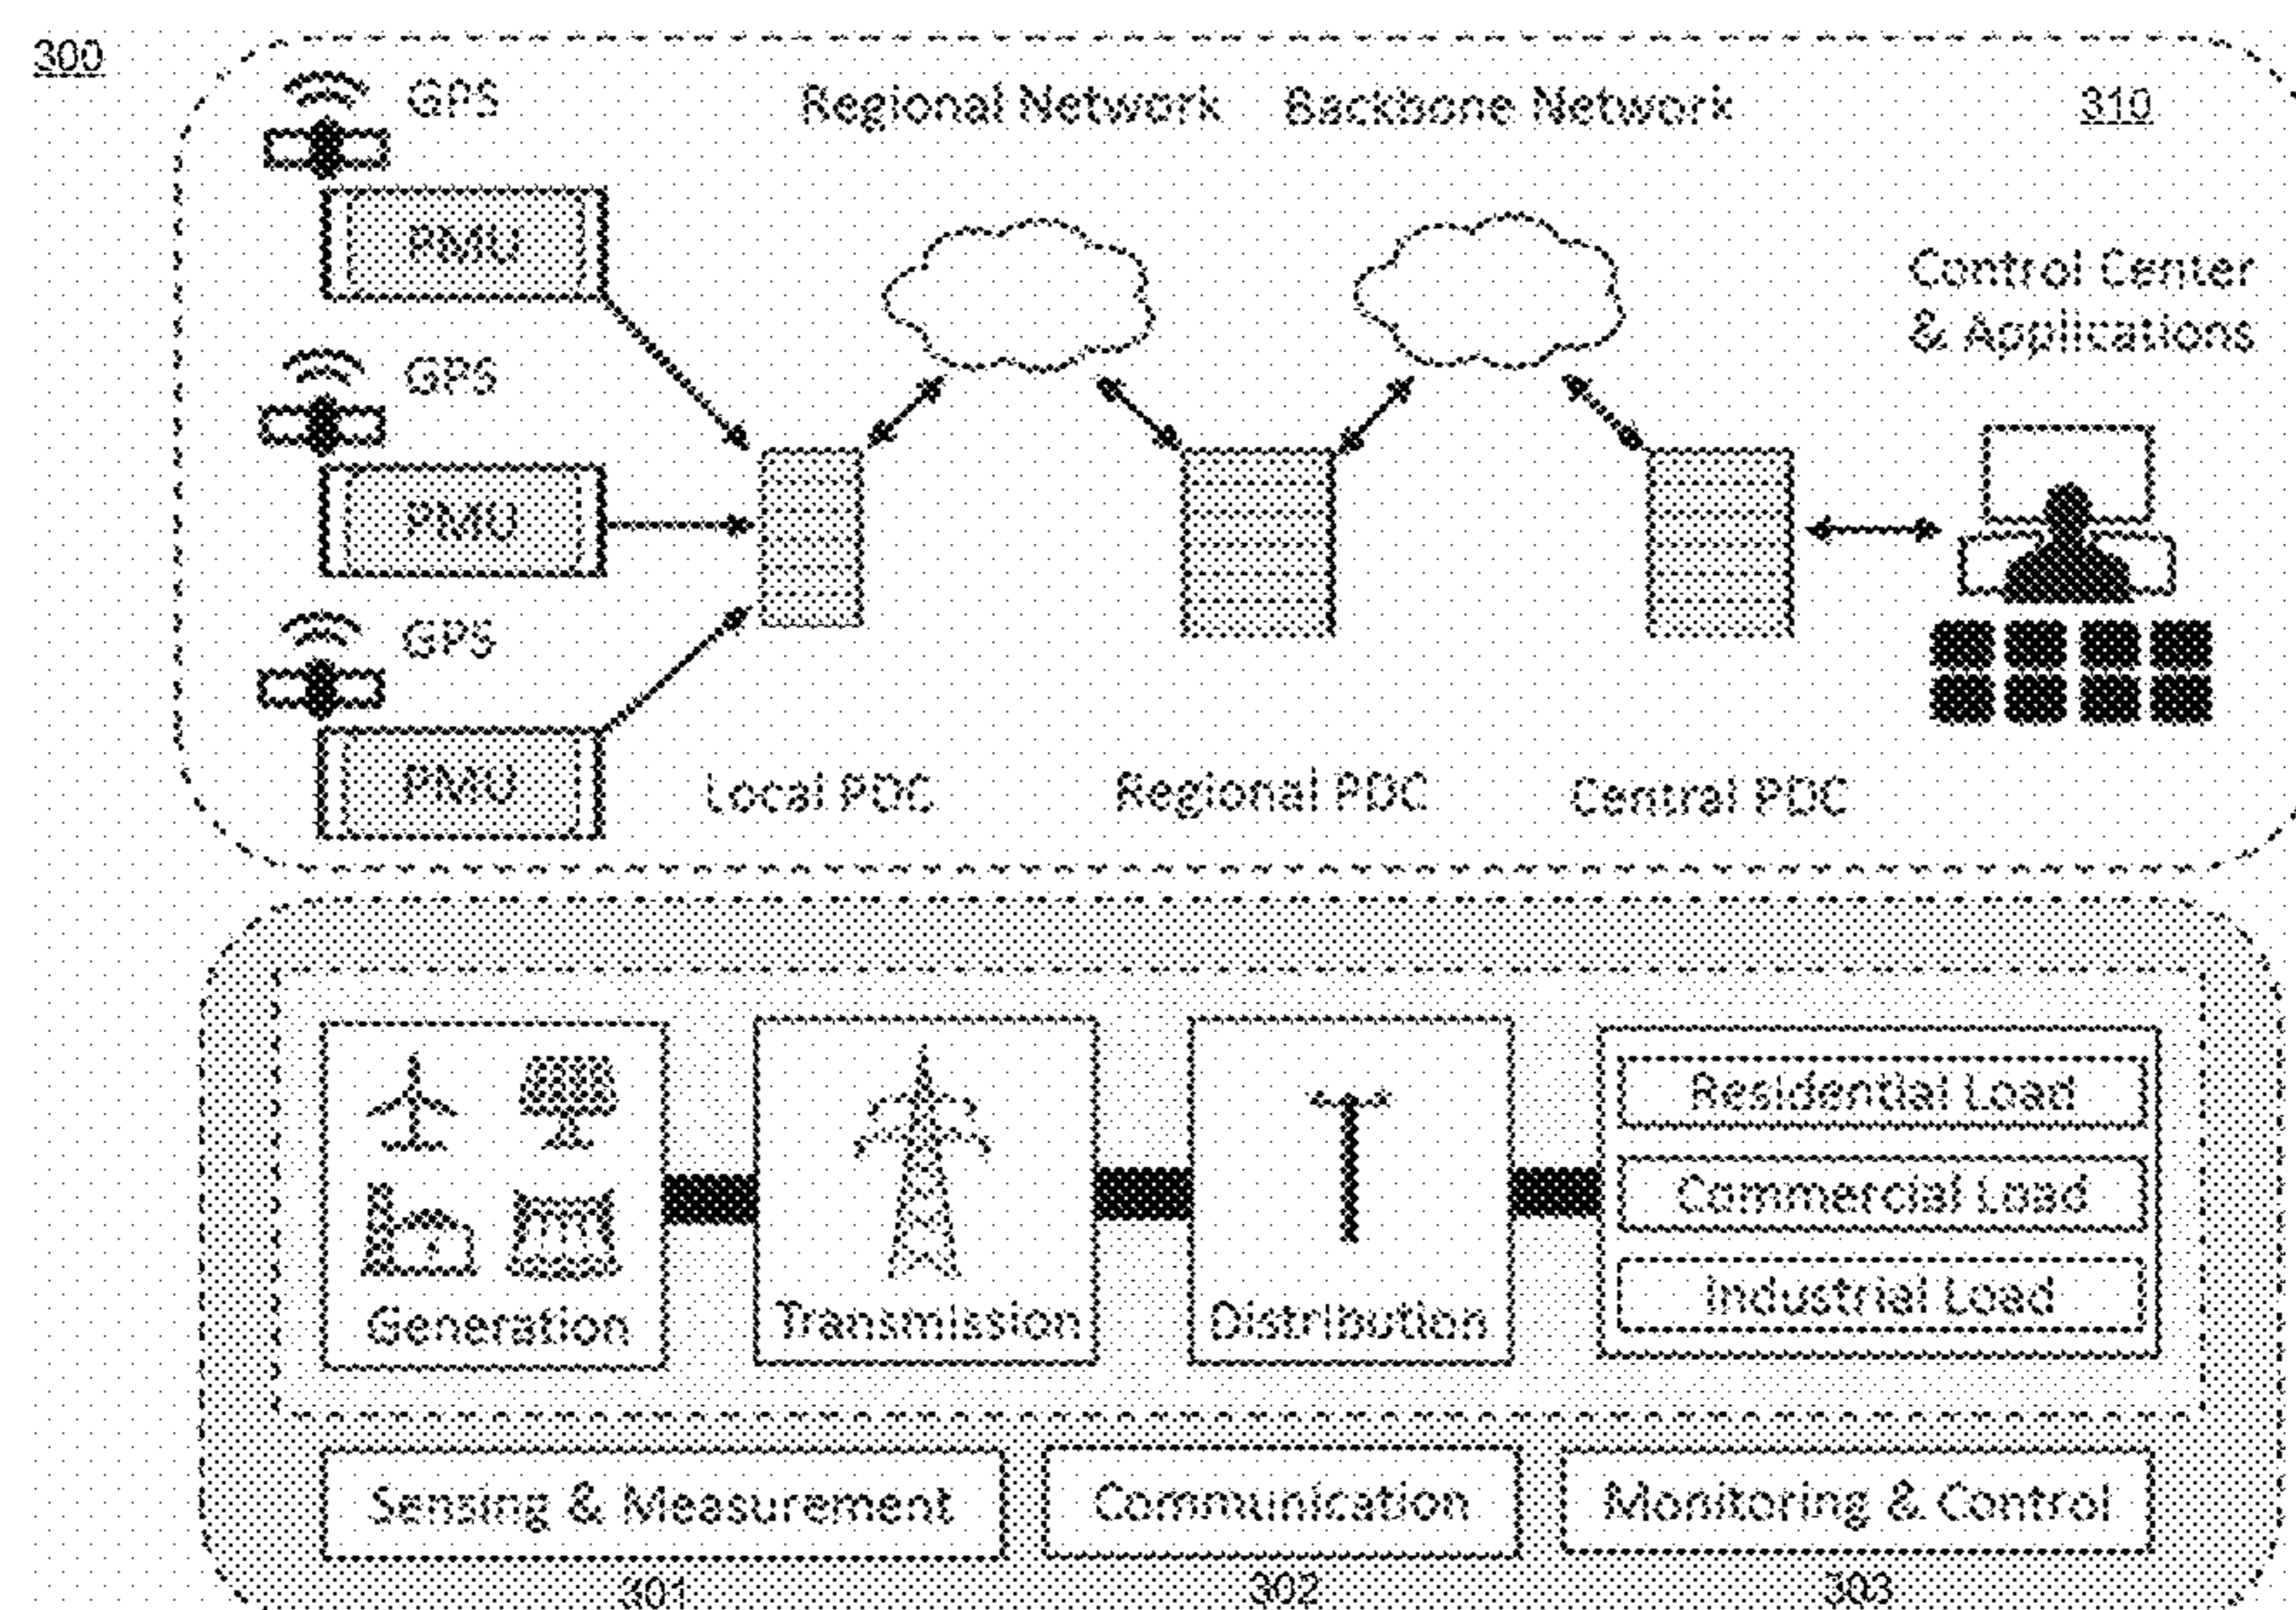 300
GPS
Regional Network
Backbone Network
310
PMU
Control Center
& Applications
GPS
PMU
GPS
PMU
Local PDC
Regional PDC
Central PDC
Residential Load
Commercial Load
Industrial Load
Generation
Transmission
Distribution
Sensing & Measurement
Communication
Monitoring & Control
301
302
303